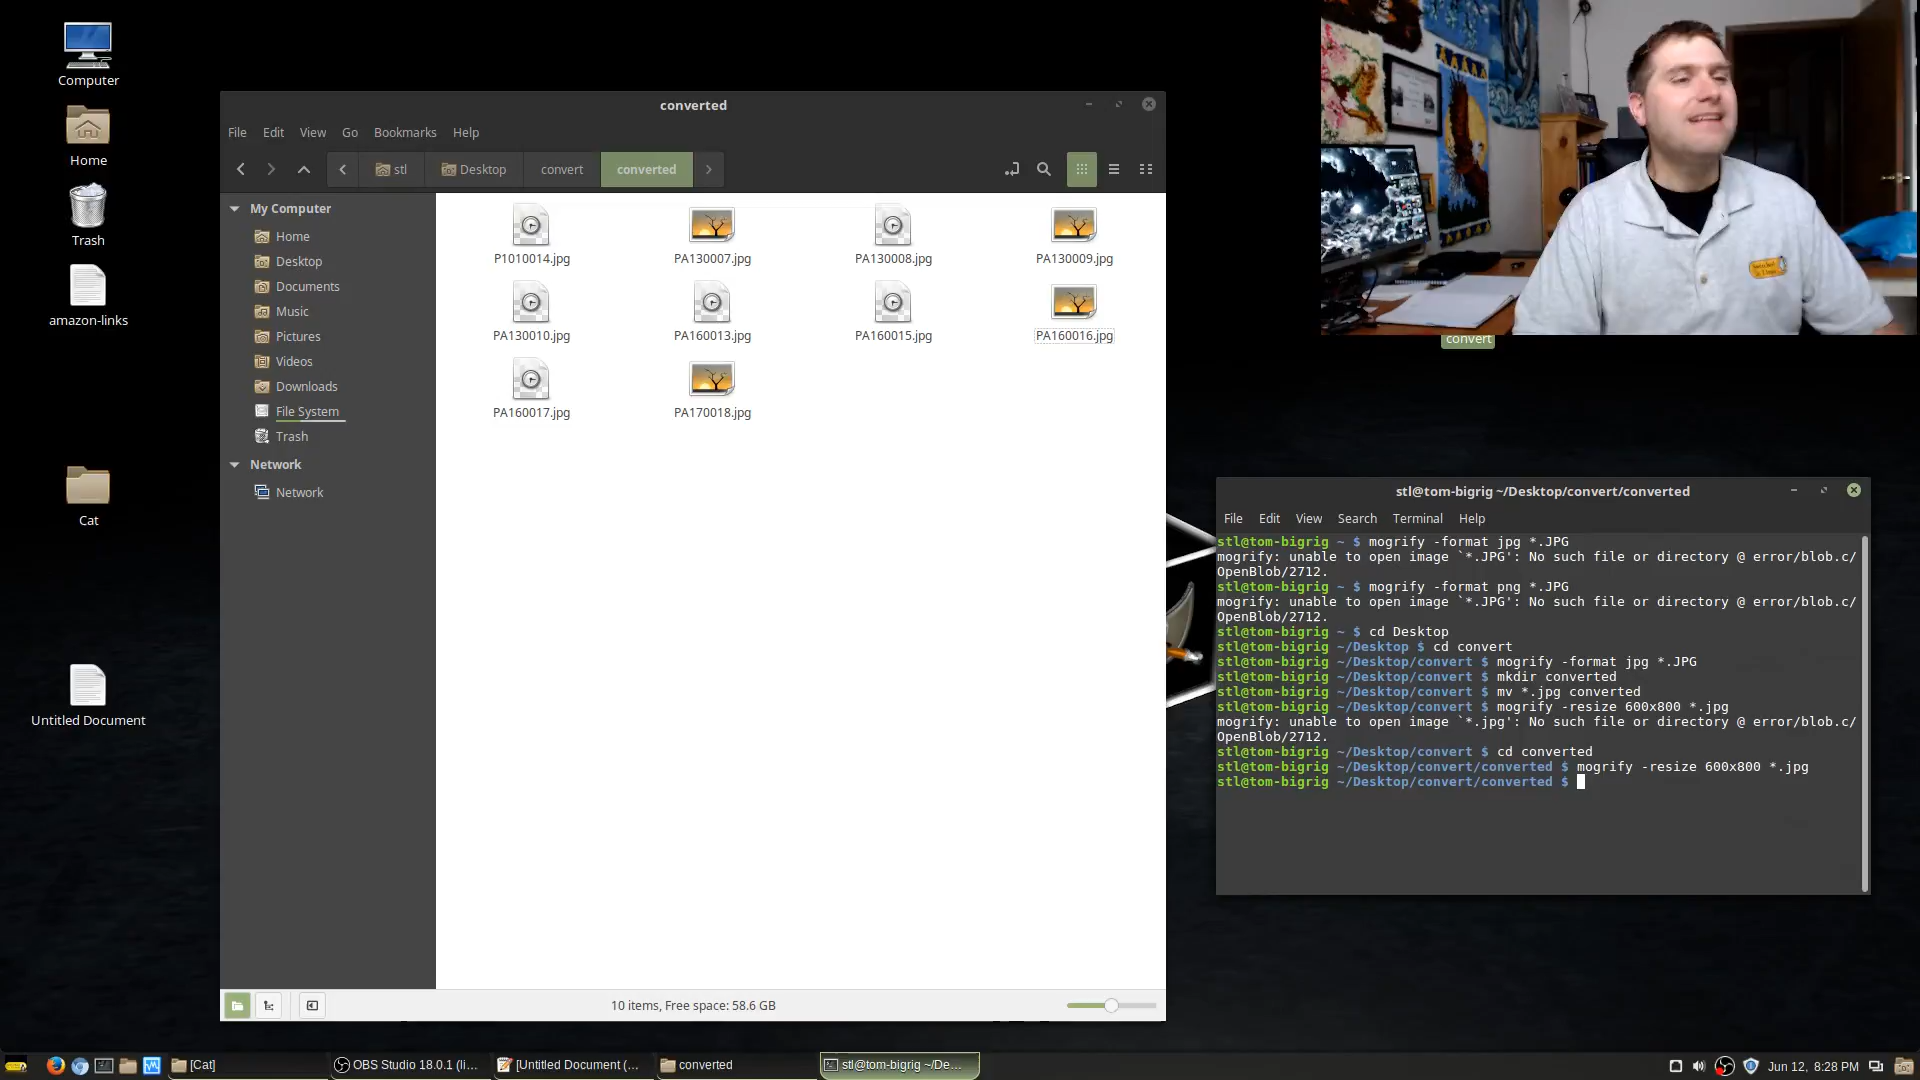 Computer
Home
Trash
amazon-links
Cat
Untitled Document
converted
File Edit View Go Bookmarks Help
stl Desktop convert converted
My Computer
Home
Desktop
Documents
Music
Pictures
Videos
Downloads
File System
Trash
Network
Network
P1010014.jpg PA130007.jpg PA130008.jpg PA130009.jpg
PA130010.jpg PA160013.jpg PA160015.jpg PA160016.jpg
PA160017.jpg PA170018.jpg
10 items, Free space: 58.6 GB
convert
stl@tom-bigrig ~/Desktop/convert/converted
File Edit View Search Terminal Help
stl@tom-bigrig ~ $ mogrify -format jpg *.JPG
mogrify: unable to open image `*.JPG': No such file or directory @ error/blob.c/
OpenBlob/2712.
stl@tom-bigrig ~ $ mogrify -format png *.JPG
mogrify: unable to open image `*.JPG': No such file or directory @ error/blob.c/
OpenBlob/2712.
stl@tom-bigrig ~ $ cd Desktop
stl@tom-bigrig ~/Desktop $ cd convert
stl@tom-bigrig ~/Desktop/convert $ mogrify -format jpg *.JPG
stl@tom-bigrig ~/Desktop/convert $ mkdir converted
stl@tom-bigrig ~/Desktop/convert $ mv *.jpg converted
stl@tom-bigrig ~/Desktop/convert $ mogrify -resize 600x800 *.jpg
mogrify: unable to open image `*.jpg': No such file or directory @ error/blob.c/
OpenBlob/2712.
stl@tom-bigrig ~/Desktop/convert $ cd converted
stl@tom-bigrig ~/Desktop/convert/converted $ mogrify -resize 600x800 *.jpg
stl@tom-bigrig ~/Desktop/convert/converted $
[Cat] OBS Studio 18.0.1 (li... [Untitled Document (... converted stl@tom-bigrig ~/De... Jun 12, 8:28 PM